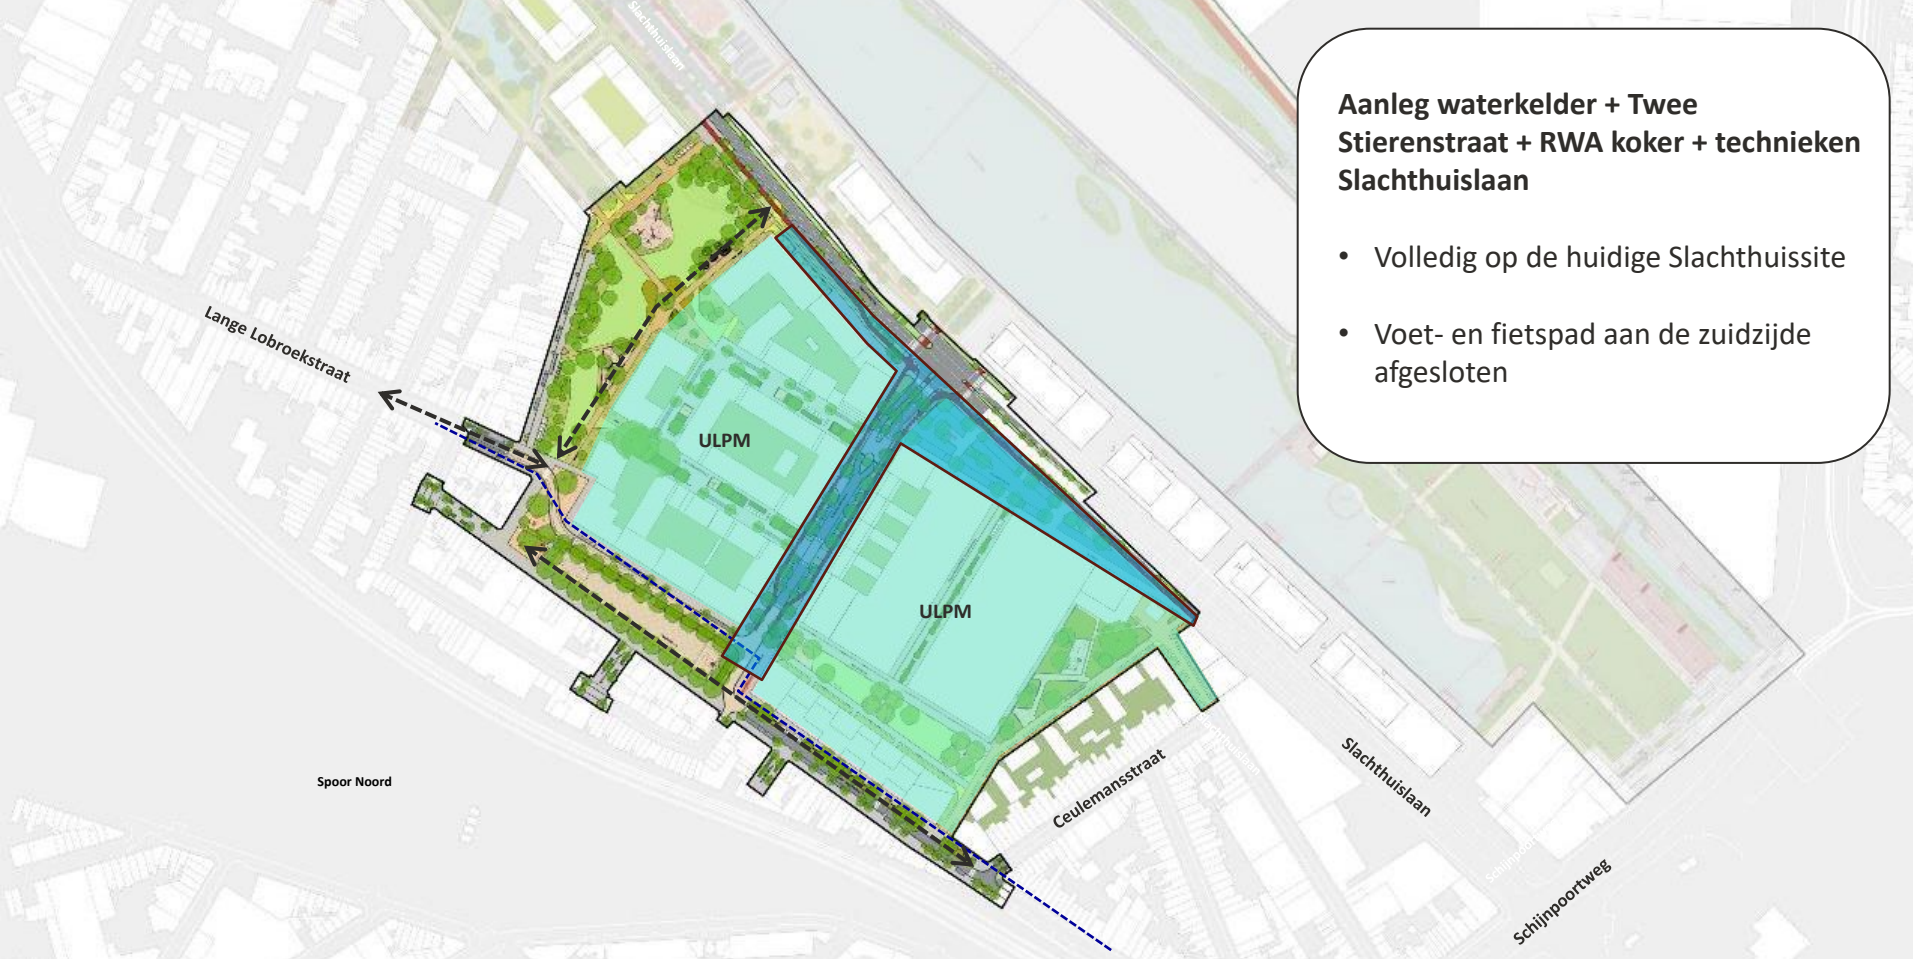 Slachthuislaan
Aanleg waterkelder + Twee
Stierenstraat + RWA koker + technieken
Slachthuislaan
• Volledig op de huidige Slachthuissite
• Voet- en fietspad aan de zuidzijde
afgesloten
Lange Lobroekstraat
ULPM
ULPM
Spoor Noord
Ceulemansstraat
Slachthuislaan
Schijnpoortweg